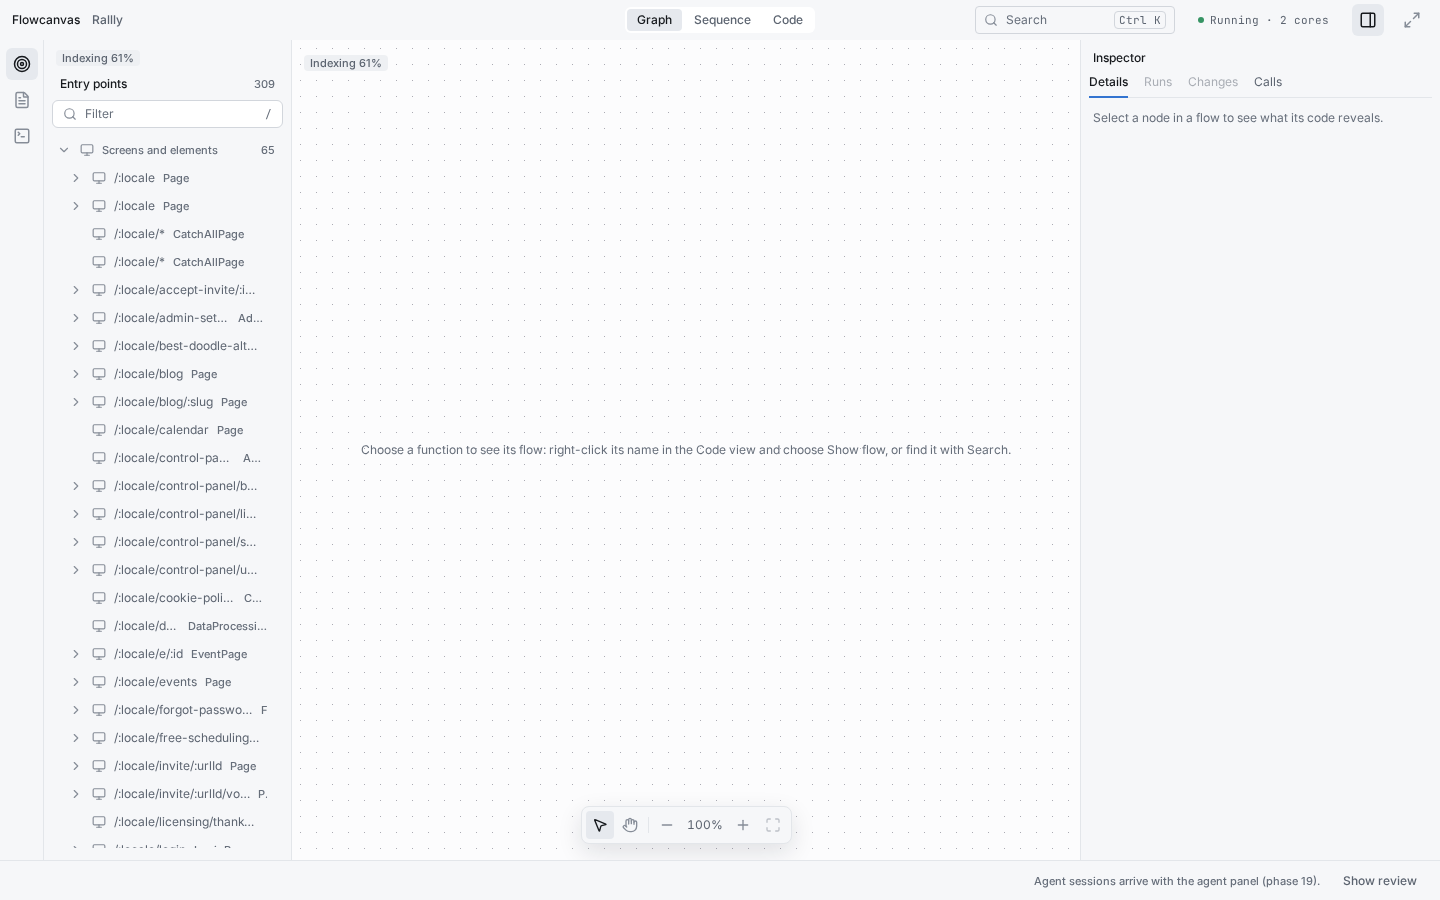 Flowcanvas Rallly
Graph Sequence Code
Search Ctrl K
Running · 2 cores
Indexing 61%
Entry points 309
Filter /
Screens and elements 65
/:locale Page
/:locale Page
/:locale/* CatchAllPage
/:locale/* CatchAllPage
/:locale/accept-invite/:i…
/:locale/admin-set… Ad…
/:locale/best-doodle-alt…
/:locale/blog Page
/:locale/blog/:slug Page
/:locale/calendar Page
/:locale/control-pa… A…
/:locale/control-panel/b…
/:locale/control-panel/li…
/:locale/control-panel/s…
/:locale/control-panel/u…
/:locale/cookie-poli… C…
/:locale/d… DataProcessi…
/:locale/e/:id EventPage
/:locale/events Page
/:locale/forgot-passwo… F
/:locale/free-scheduling…
/:locale/invite/:urlId Page
/:locale/invite/:urlId/vo… P.
/:locale/licensing/thank…
Indexing 61%
Choose a function to see its flow: right-click its name in the Code view and choose Show flow, or find it with Search.
100%
Inspector
Details Runs Changes Calls
Select a node in a flow to see what its code reveals.
Agent sessions arrive with the agent panel (phase 19). Show review